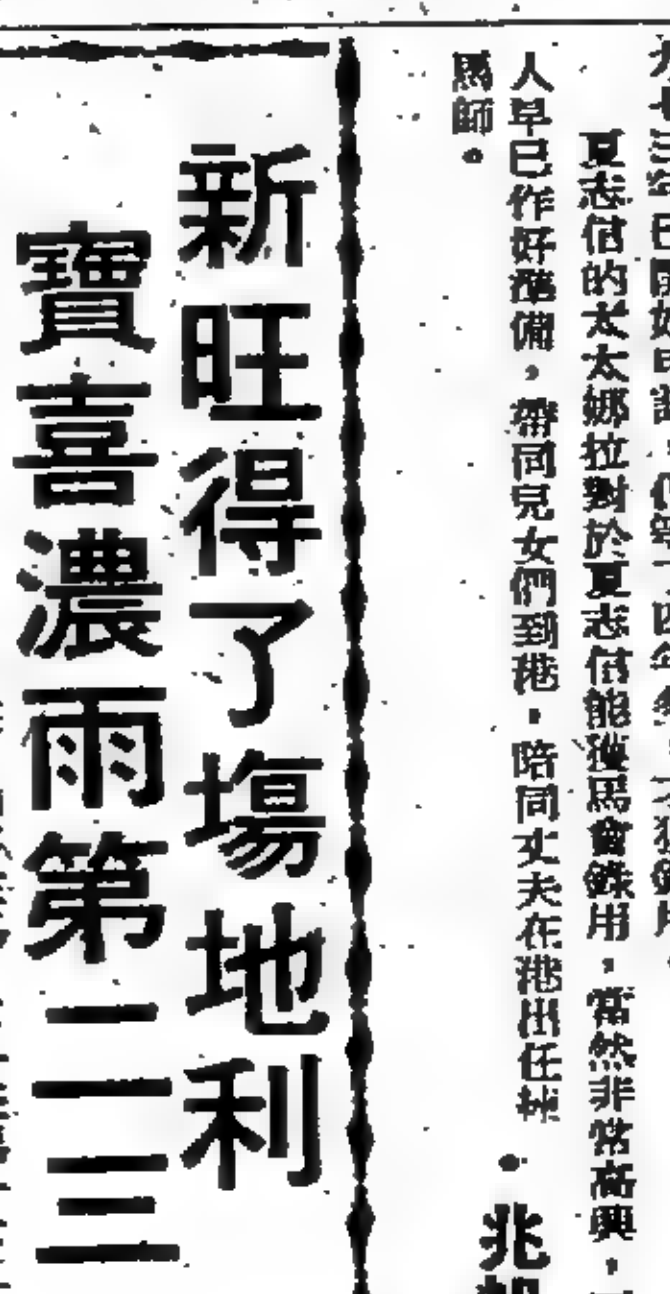 夏志信的太太娜拉對於夏志信能獲馬會錄用，當然非常高興，
人早已作好準備，帶同兒女們到港，陪同丈夫在港出任練
馬師。
兆
新旺得了塲地利
寶喜濃雨第二三